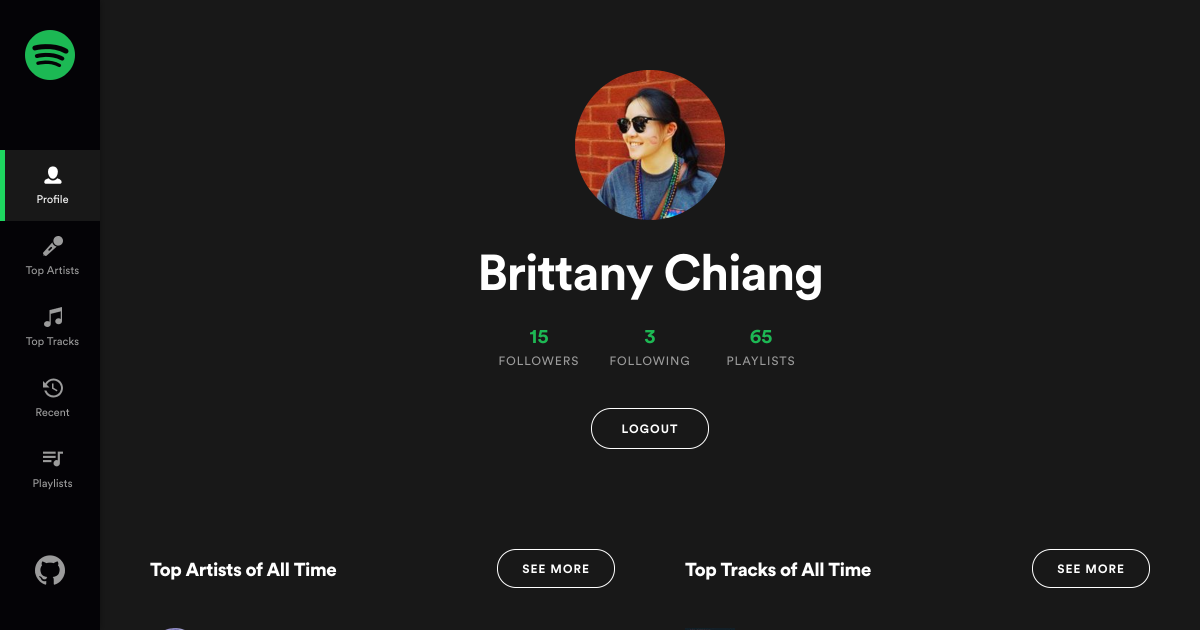 Profile
Top Artists
Top Tracks
Recent
Playlists
Brittany Chiang
15 3 65
FOLLOWERS FOLLOWING PLAYLISTS
LOGOUT
Top Artists of All Time SEE MORE Top Tracks of All Time SEE MORE